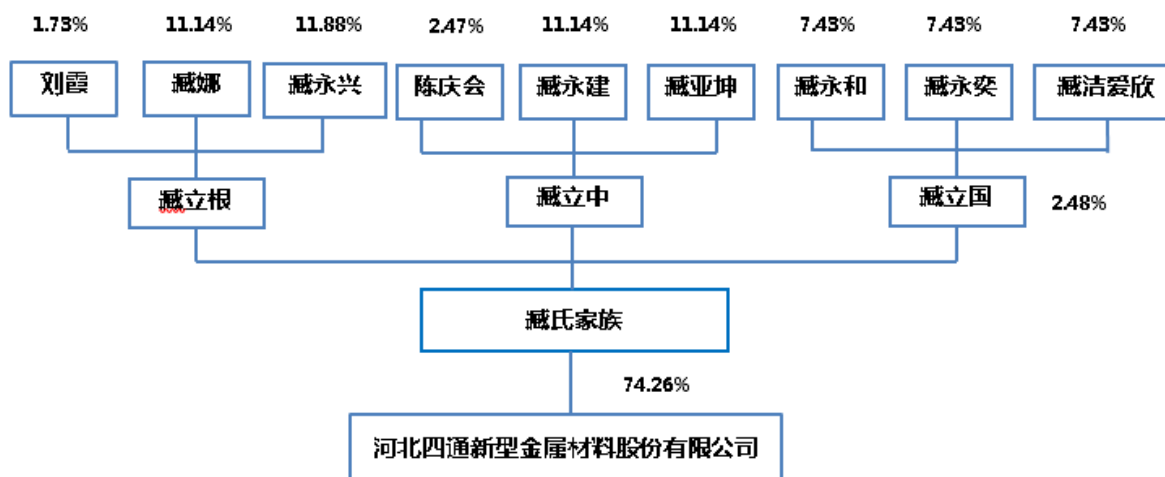 1.73% 11.14% 11.88% 2.47% 11.14% 11.14% 7.43% 7.43% 7.43%
刘霞 臧娜 臧永兴 陈庆会 臧永建 臧亚坤 臧永和 臧永奕 臧洁爱欣
臧立根 臧立中 臧立国 2.48%
臧氏家族
74.26%
河北四通新型金属材料股份有限公司